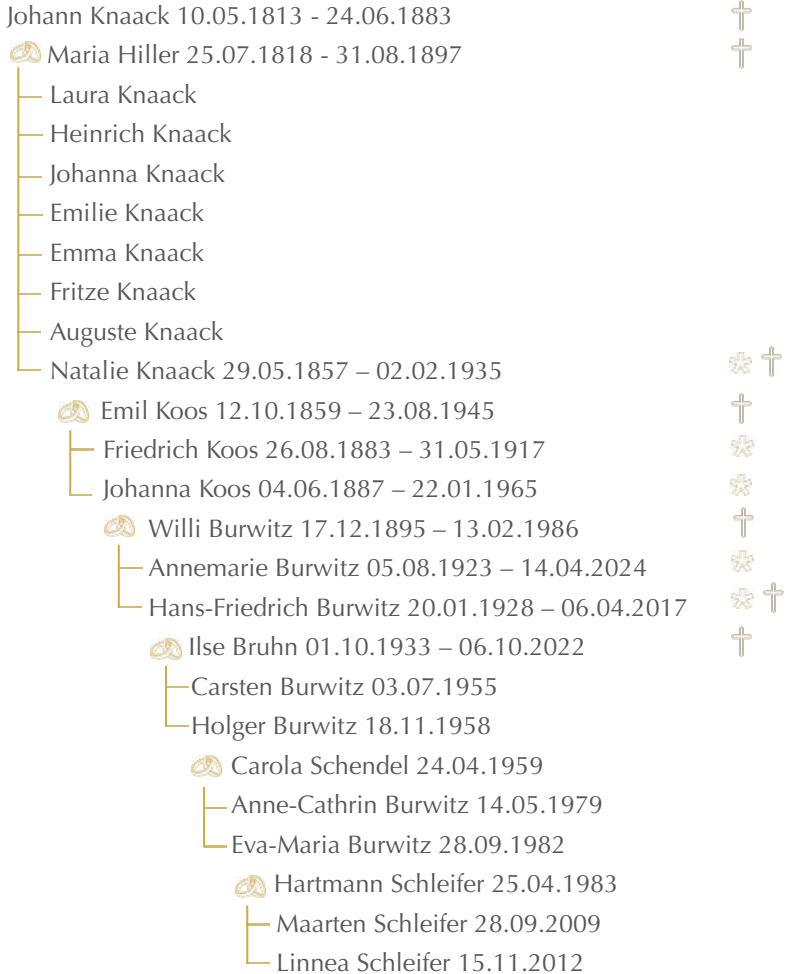 Johann Knaack 10.05.1813 - 24.06.1883
Maria Hiller 25.07.1818 - 31.08.1897
Laura Knaack
Heinrich Knaack
Johanna Knaack
Emilie Knaack
Emma Knaack
Fritze Knaack
Auguste Knaack
Natalie Knaack 29.05.1857 – 02.02.1935
Emil Koos 12.10.1859 – 23.08.1945
Friedrich Koos 26.08.1883 – 31.05.1917
Johanna Koos 04.06.1887 – 22.01.1965
Willi Burwitz 17.12.1895 – 13.02.1986
Annemarie Burwitz 05.08.1923 – 14.04.2024
Hans-Friedrich Burwitz 20.01.1928 – 06.04.2017
Ilse Bruhn 01.10.1933 – 06.10.2022
Carsten Burwitz 03.07.1955
Holger Burwitz 18.11.1958
Carola Schendel 24.04.1959
Anne-Cathrin Burwitz 14.05.1979
Eva-Maria Burwitz 28.09.1982
Hartmann Schleifer 25.04.1983
Maarten Schleifer 28.09.2009
Linnea Schleifer 15.11.2012